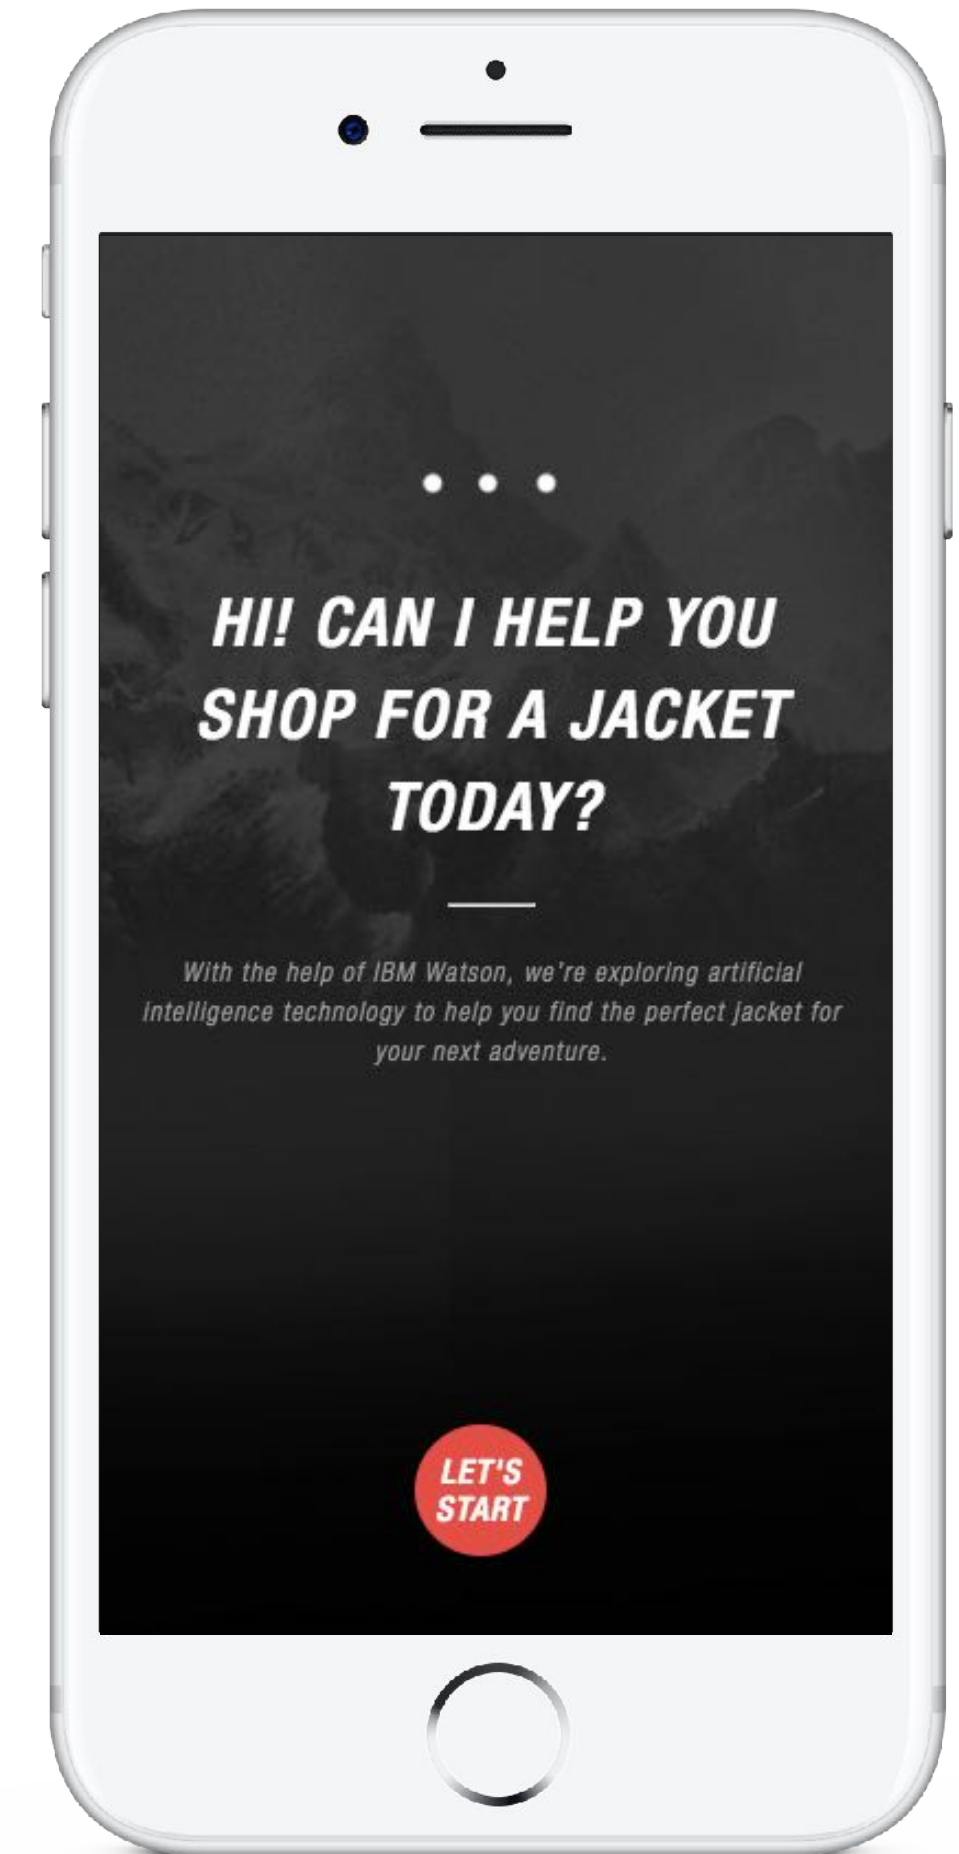 HI! CAN I HELP YOU
SHOP FOR A JACKET
TODAY?
With the help of IBM Watson, we're exploring artificial
intelligence technology to help you find the perfect jacket for
your next adventure.
LET'S
START